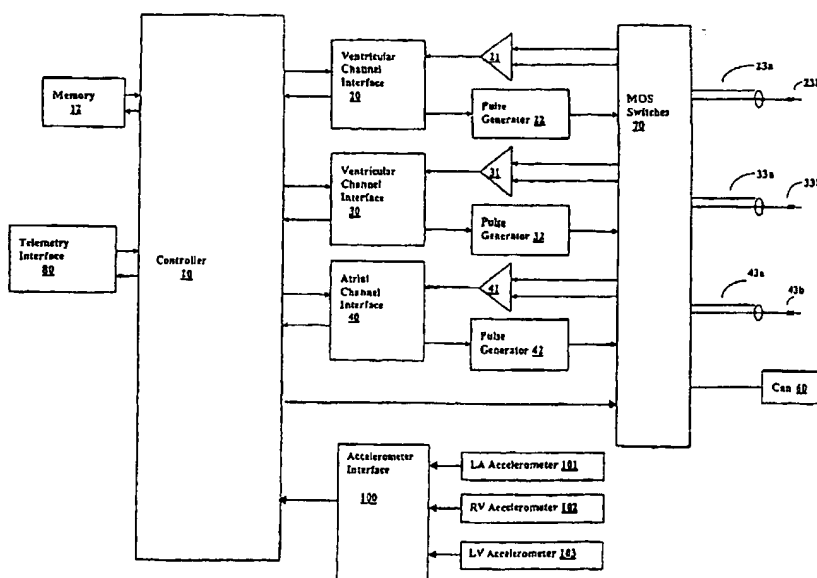 Memory
12
Telemetry
Interface
80
Controller
10
Ventricular
Channel
Interface
20
21
Pulse
Generator 22
Ventricular
Channel
Interface
30
31
Pulse
Generator 32
Atrial
Channel
Interface
40
41
Pulse
Generator 42
MOS
Switches
70
23a
33a
43a
43b
Can 60
Accelerometer
Interface
100
LA Accelerometer 101
RV Accelerometer 102
LV Accelerometer 103